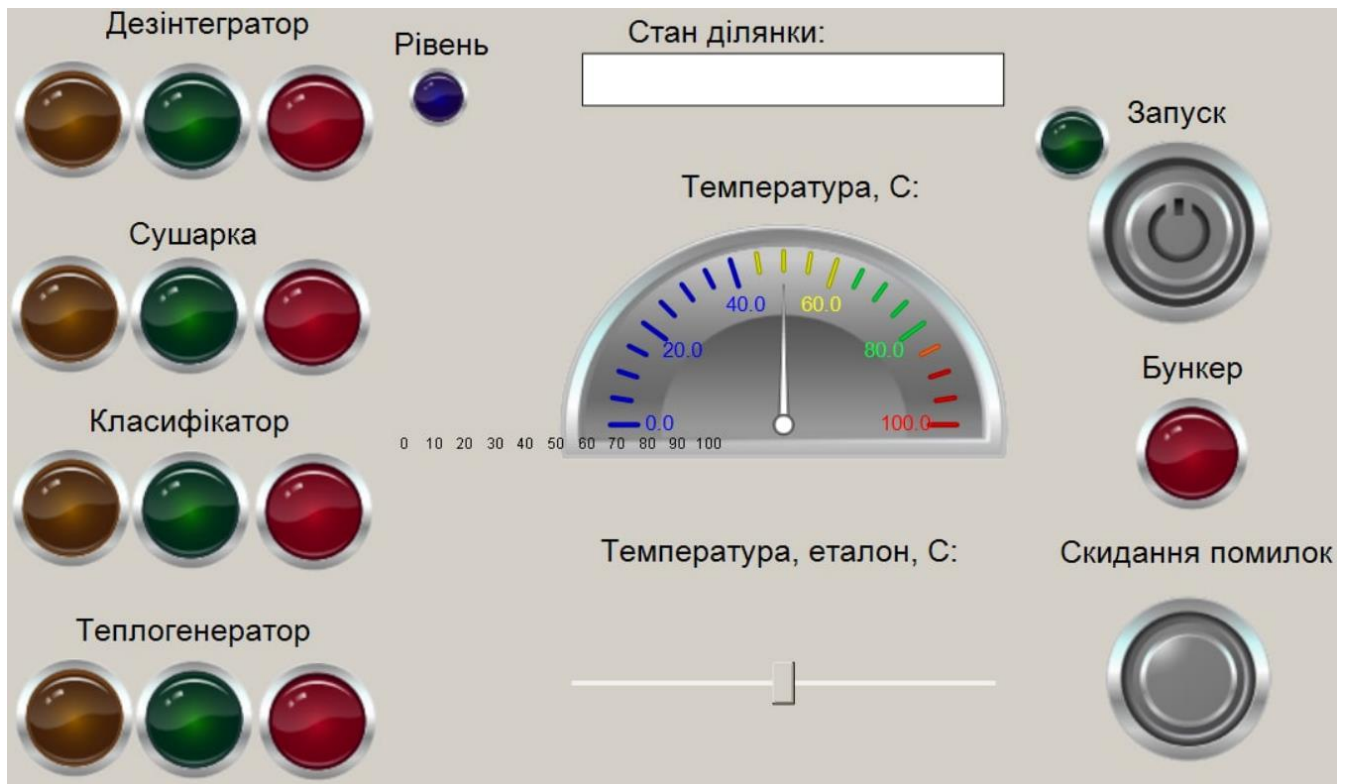 Дезінтегратор
Рівень
Стан ділянки:
Запуск
Температура, С:
Сушарка
40.0 60.0
20.0 80.0
0.0 100.0
0 10 20 30 40 50 60 70 80 90 100
Бункер
Класифікатор
Температура, еталон, С:
Скидання помилок
Теплогенератор